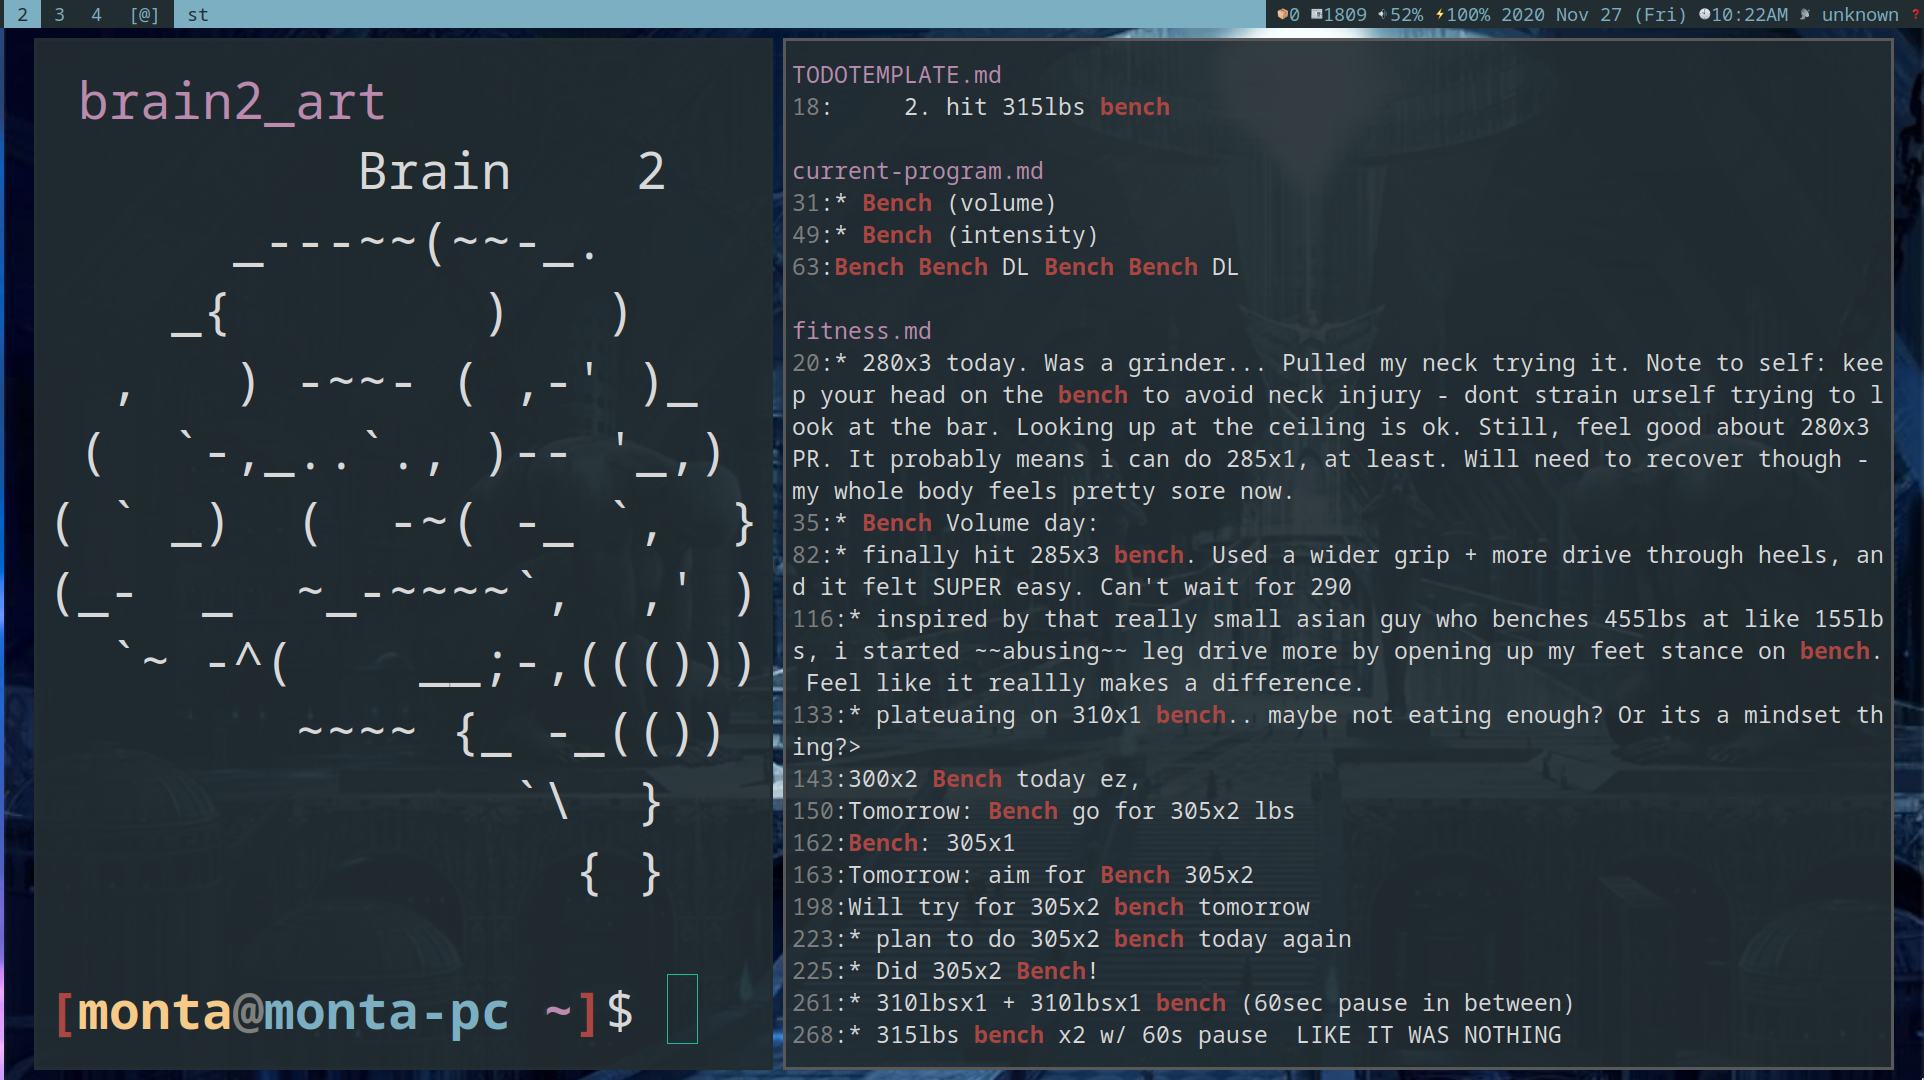 2 3 4 [@] st 0 1809 52% 100% 2020 Nov 27 (Fri) 10:22AM unknown ?
brain2_art
Brain    2
_---~~(~~-_.
_{        )   )
,   ) -~~- ( ,-' )_
(  `-,_..`., )-- '_,)
( ` _)  (  -~( -_ `,  }
(_-  _  ~_-~~~~`,  ,' )
`~ -^(    __;-,((()))
~~~~ {_ -_(())
`\  }
{ }
[monta@monta-pc ~]$
TODOTEMPLATE.md
18:     2. hit 315lbs bench
current-program.md
31:* Bench (volume)
49:* Bench (intensity)
63:Bench Bench DL Bench Bench DL
fitness.md
20:* 280x3 today. Was a grinder... Pulled my neck trying it. Note to self: kee
p your head on the bench to avoid neck injury - dont strain urself trying to l
ook at the bar. Looking up at the ceiling is ok. Still, feel good about 280x3
PR. It probably means i can do 285x1, at least. Will need to recover though -
my whole body feels pretty sore now.
35:* Bench Volume day:
82:* finally hit 285x3 bench. Used a wider grip + more drive through heels, an
d it felt SUPER easy. Can't wait for 290
116:* inspired by that really small asian guy who benches 455lbs at like 155lb
s, i started ~~abusing~~ leg drive more by opening up my feet stance on bench.
Feel like it reallly makes a difference.
133:* plateuaing on 310x1 bench.. maybe not eating enough? Or its a mindset th
ing?>
143:300x2 Bench today ez,
150:Tomorrow: Bench go for 305x2 lbs
162:Bench: 305x1
163:Tomorrow: aim for Bench 305x2
198:Will try for 305x2 bench tomorrow
223:* plan to do 305x2 bench today again
225:* Did 305x2 Bench!
261:* 310lbsx1 + 310lbsx1 bench (60sec pause in between)
268:* 315lbs bench x2 w/ 60s pause  LIKE IT WAS NOTHING